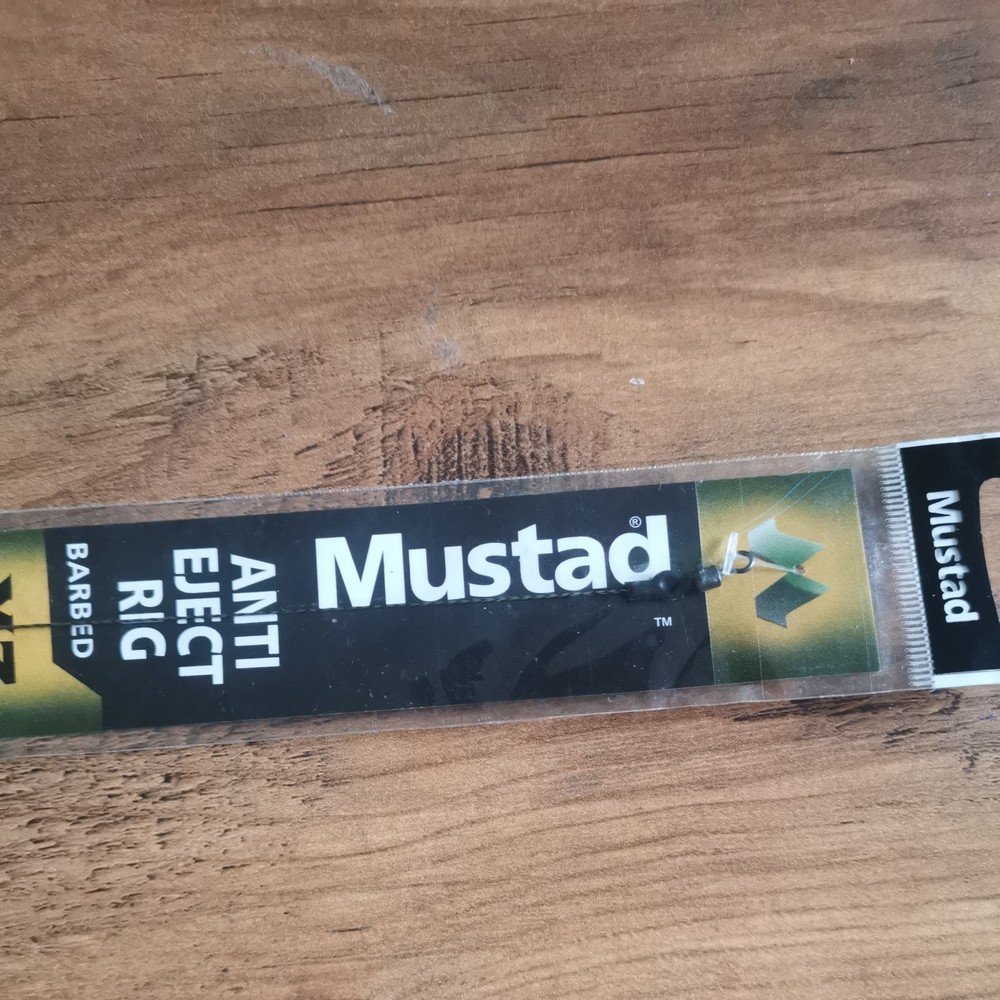 Mustad
Mustad®
™
ANTI
EJECT
RIG
BARBED